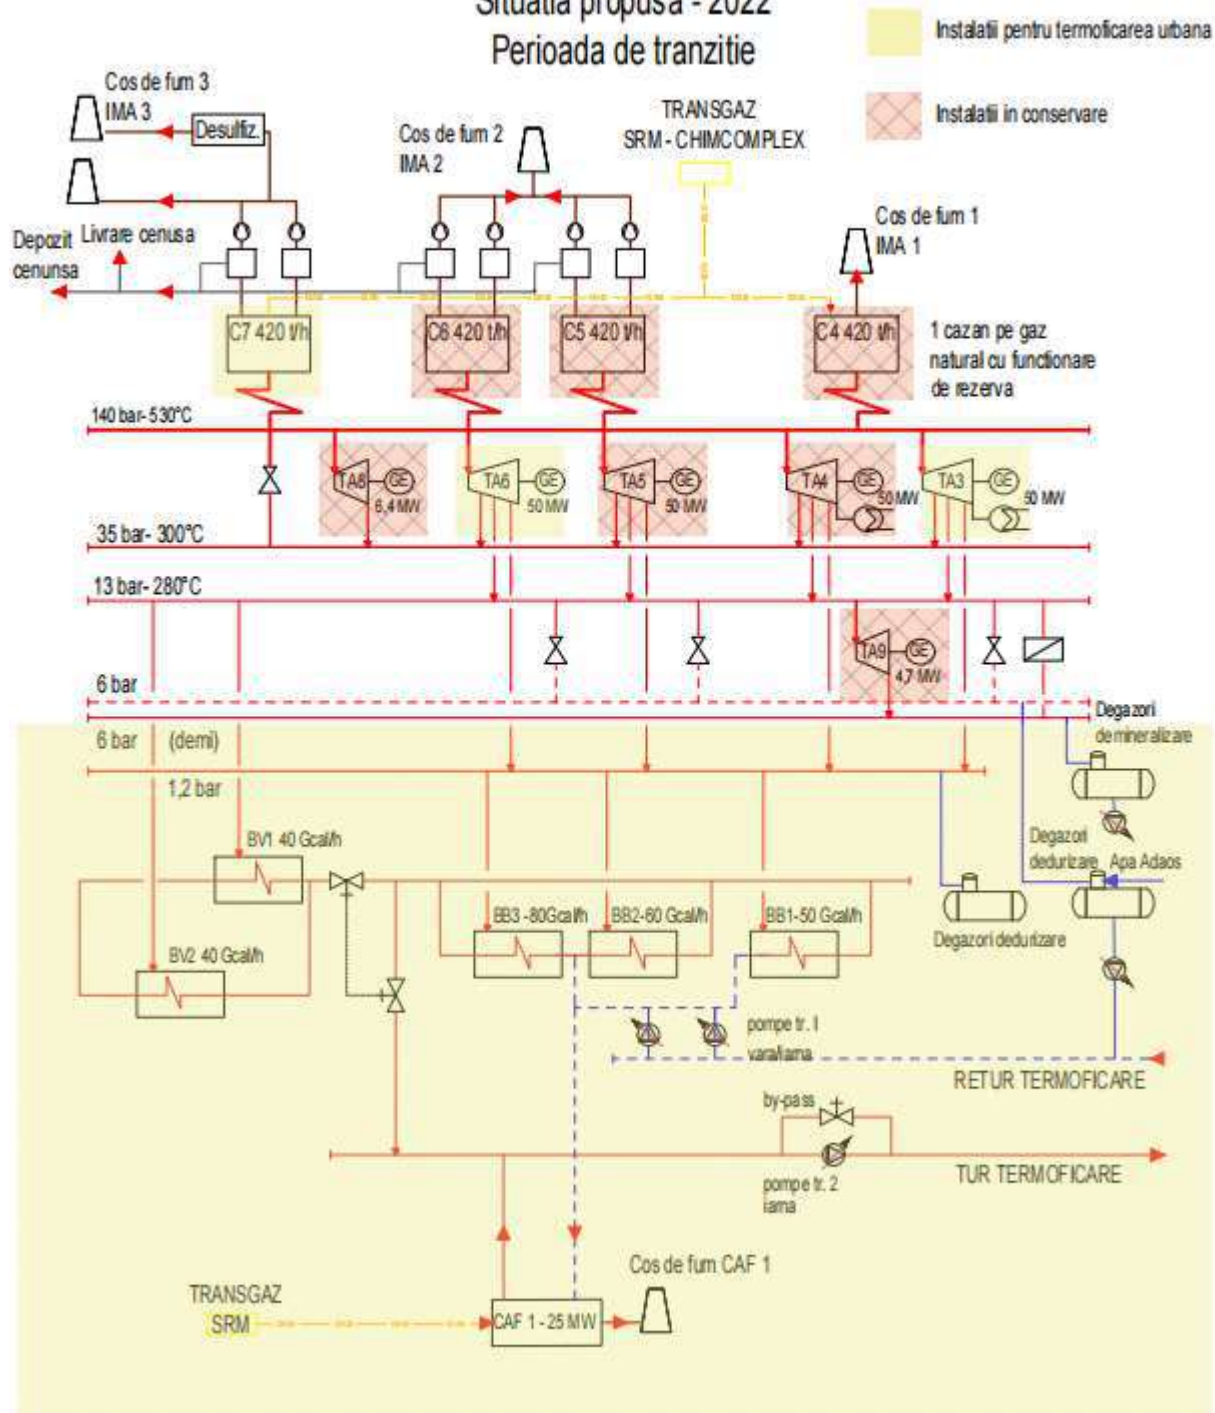 Situatia propusa - 2022
Perioada de tranzitie
Instalatii pentru termoficarea urbana
Instalatii in conservare
Cos de fum 3
IMA 3
Desulfiz.
Cos de fum 2
IMA 2
TRANSGAZ
SRM - CHIMCOMPLEX
Cos de fum 1
IMA 1
Depozit
cenunsa
Livrare cenusa
C7 420 t/h
C6 420 t/h
C5 420 t/h
C4 420 t/h
1 cazan pe gaz
natural cu functionare
de rezerva
140 bar- 530°C
TA8
GE
6,4 MW
TA6
GE
50 MW
TA5
GE
50 MW
TA4
GE
50 MW
TA3
GE
50 MW
35 bar- 300°C
13 bar- 280°C
TA9
GE
4,7 MW
6 bar
6 bar (demi)
1,2 bar
Degazori
demineralizare
BV1 40 Gcal/h
Degazori
dedurizare
Apa Adaos
BB3 -80Gcal/h
BB2-60 Gcal/h
BB1-50 Gcal/h
Degazori dedurizare
BV2 40 Gcal/h
pompe tr. I
vara/iarna
RETUR TERMOFICARE
by-pass
TUR TERMOFICARE
pompe tr. 2
iarna
Cos de fum CAF 1
TRANSGAZ
SRM
CAF 1 - 25 MW